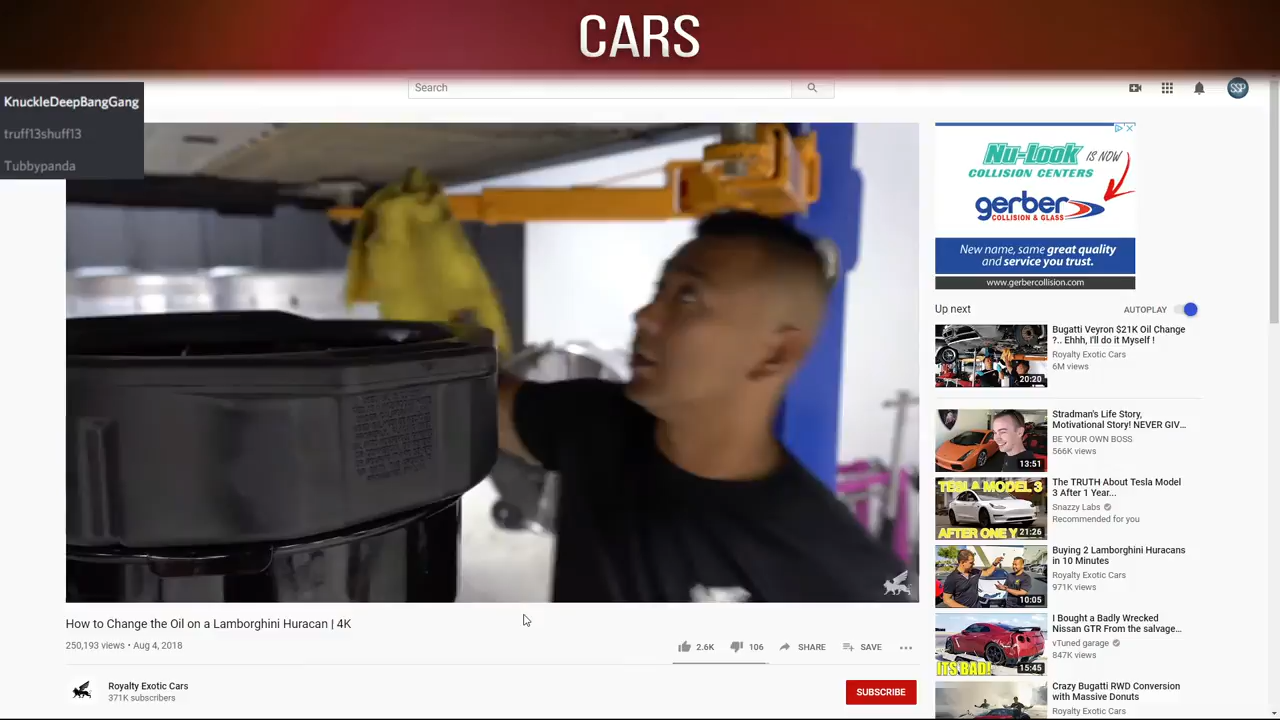 CARS
KnuckleDeepBangGang
truff13shuff13
Tubbypanda
Search
SSP
Nu-Look IS NOW
COLLISION CENTERS
gerber
COLLISION & GLASS
New name, same great quality
and service you trust.
www.gerbercollision.com
Up next
AUTOPLAY
Bugatti Veyron $21K Oil Change
?.. Ehhh, I'll do it Myself !
Royalty Exotic Cars
6M views
20:20
Stradman's Life Story,
Motivational Story! NEVER GIV...
BE YOUR OWN BOSS
566K views
13:51
TESLA MODEL 3
AFTER ONE Y
21:26
The TRUTH About Tesla Model
3 After 1 Year...
Snazzy Labs
Recommended for you
Buying 2 Lamborghini Huracans
in 10 Minutes
Royalty Exotic Cars
971K views
10:05
I Bought a Badly Wrecked
Nissan GTR From the salvage...
vTuned garage
847K views
ITS BAD!
15:45
Crazy Bugatti RWD Conversion
with Massive Donuts
Royalty Exotic Cars
How to Change the Oil on a Lamborghini Huracan | 4K
250,193 views • Aug 4, 2018
2.6K
106
SHARE
SAVE
Royalty Exotic Cars
371K subscribers
SUBSCRIBE